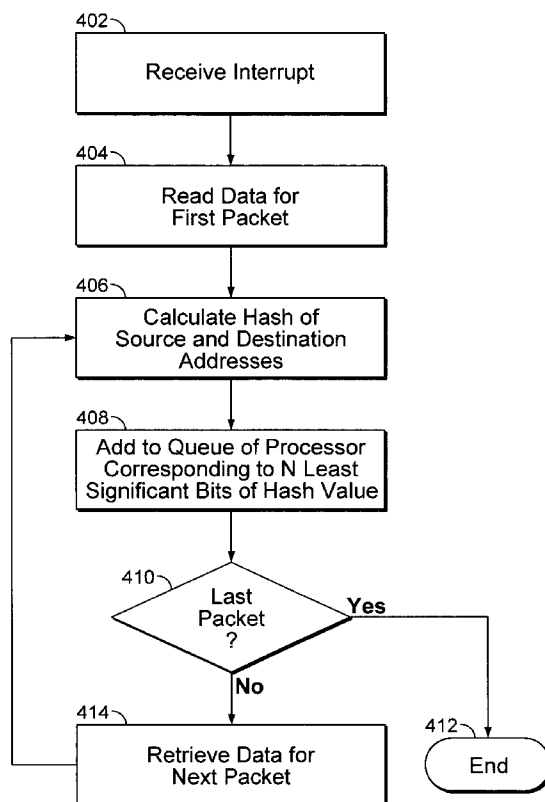 402
Receive Interrupt
404
Read Data for
First Packet
406
Calculate Hash of
Source and Destination
Addresses
408
Add to Queue of Processor
Corresponding to N Least
Significant Bits of Hash Value
410
Last
Packet
?
Yes
No
414
Retrieve Data for
Next Packet
412
End